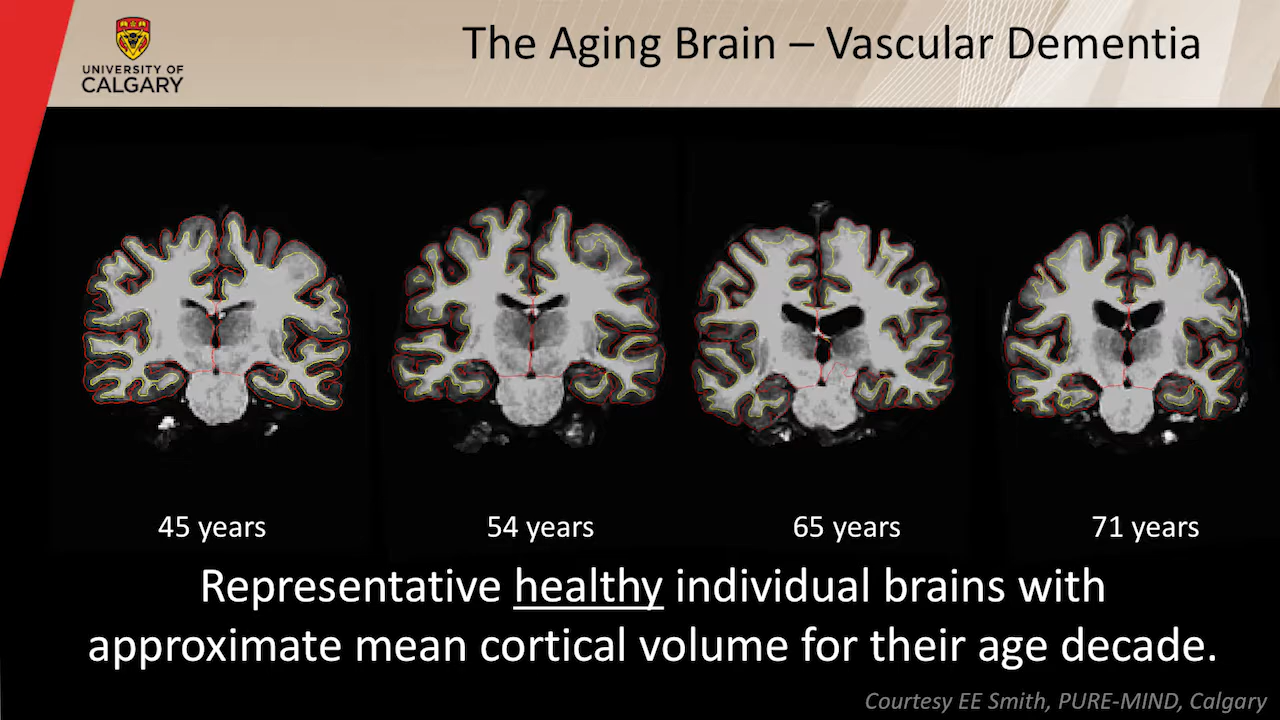 UNIVERSITY OF
CALGARY
The Aging Brain – Vascular Dementia
45 years
54 years
65 years
71 years
Representative healthy individual brains with
approximate mean cortical volume for their age decade.
Courtesy EE Smith, PURE-MIND, Calgary